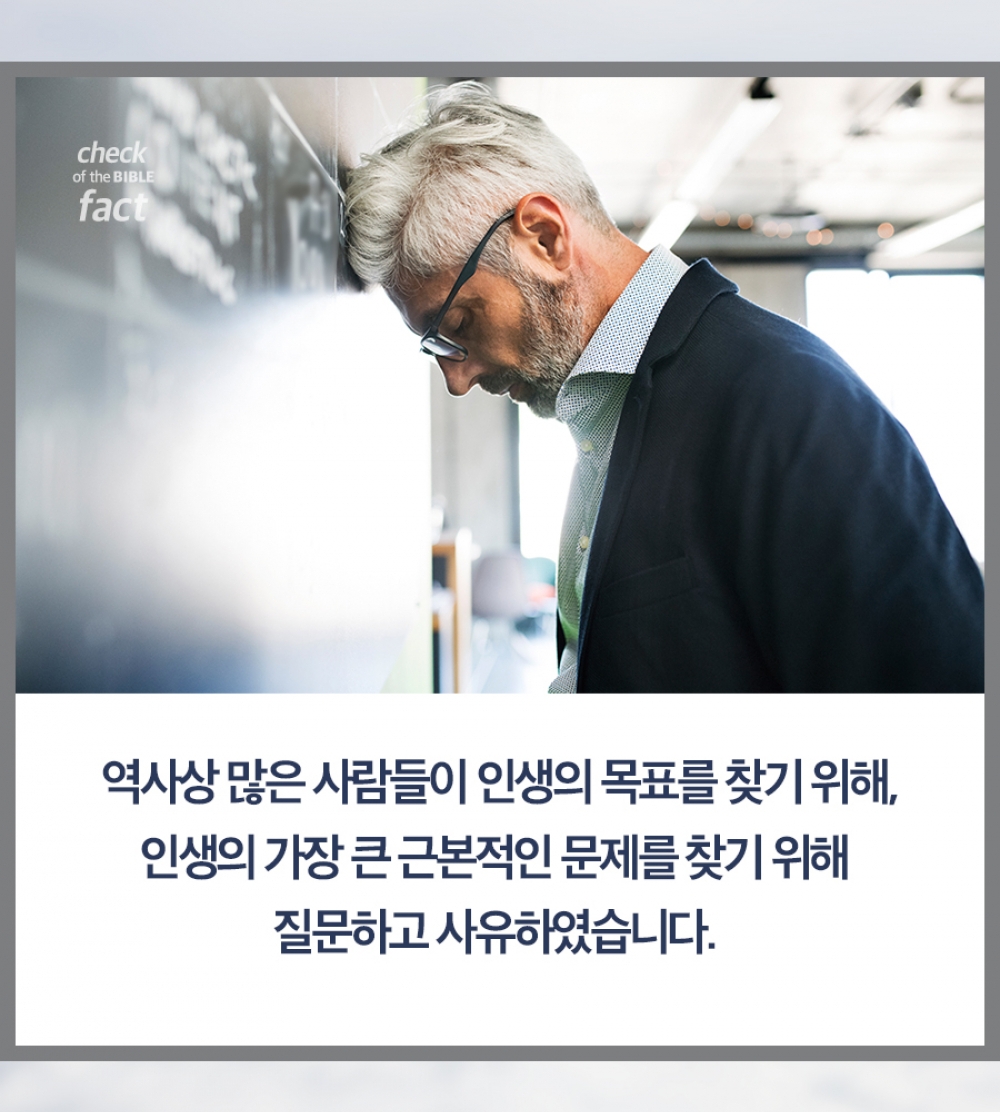 check
of the BIBLE
fact
역사상 많은 사람들이 인생의 목표를 찾기 위해,
인생의 가장 큰 근본적인 문제를 찾기 위해
질문하고 사유하였습니다.